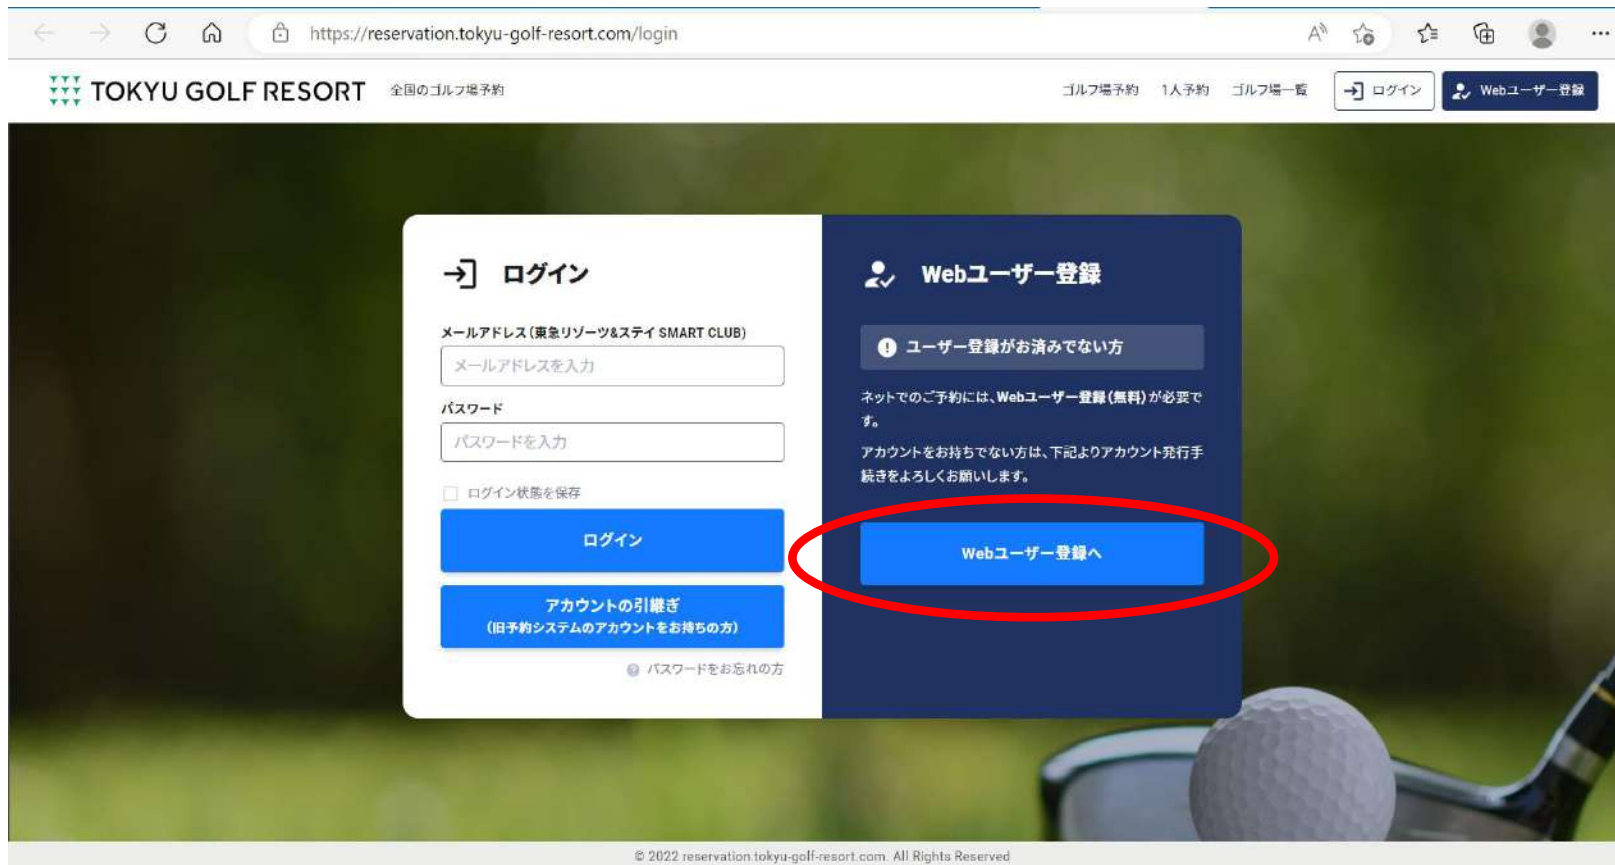 https://reservation.tokyu-golf-resort.com/login
TOKYU GOLF RESORT 全国のゴルフ場予約
ゴルフ場予約 1人予約 ゴルフ場一覧 ログイン Webユーザー登録
ログイン
メールアドレス(東急リゾーツ&ステイ SMART CLUB)
メールアドレスを入力
パスワード
パスワードを入力
ログイン状態を保存
ログイン
アカウントの引継ぎ
(旧予約システムのアカウントをお持ちの方)
パスワードをお忘れの方
Webユーザー登録
ユーザー登録がお済みでない方
ネットでのご予約には、Webユーザー登録(無料)が必要で
す。
アカウントをお持ちでない方は、下記よりアカウント発行手
続きをよろしくお願いします。
Webユーザー登録へ
© 2022 reservation.tokyu-golf-resort.com. All Rights Reserved